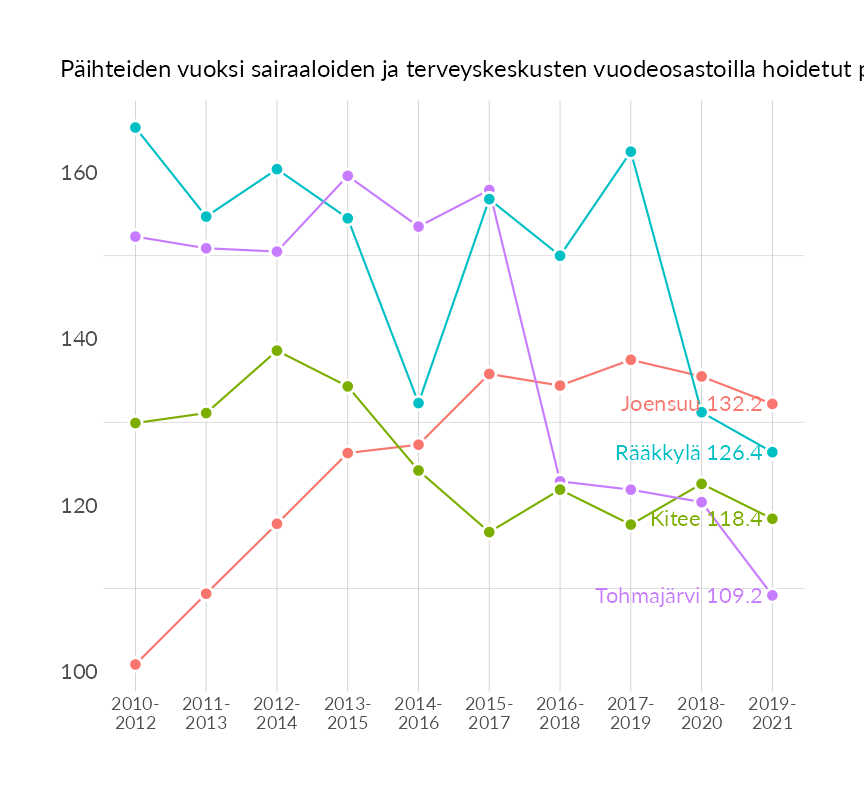 Päihteiden vuoksi sairaaloiden ja terveyskeskusten vuodeosastoilla hoidetut
160
140
120
100
Joensuu 132.2
Rääkkylä 126.4
Kitee 118.4
Tohmajärvi 109.2
2010- 2011- 2012- 2013- 2014- 2015- 2016- 2017- 2018- 2019-
2012 2013 2014 2015 2016 2017 2018 2019 2020 2021